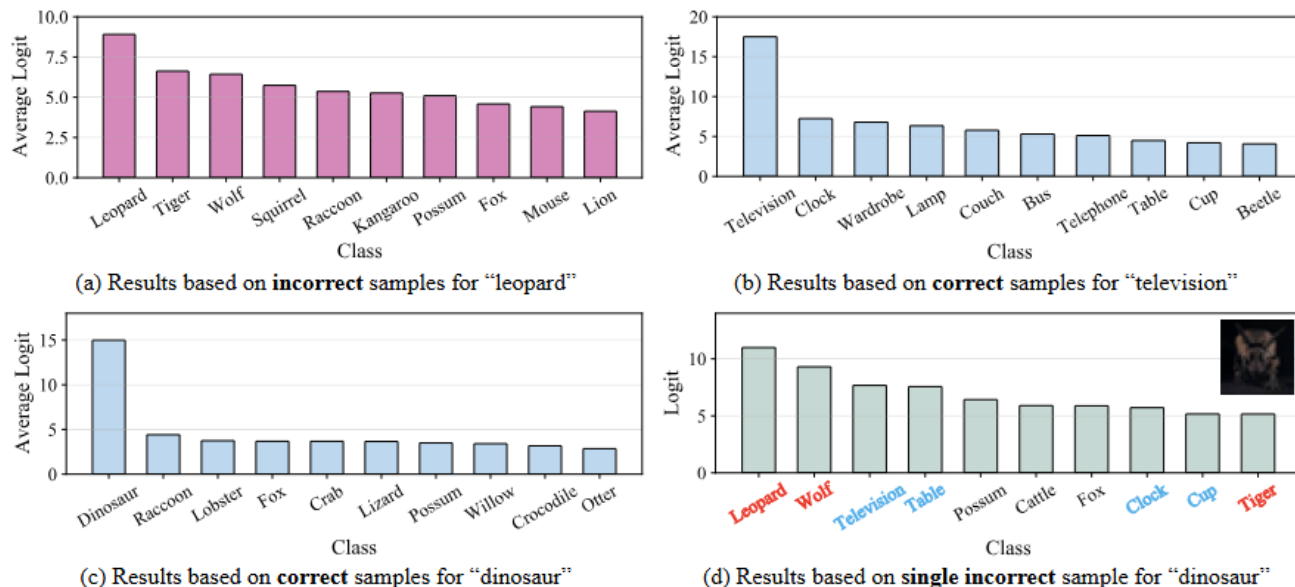 10.0
7.5
5.0
2.5
0.0
Average Logit
Leopard
Tiger
Wolf
Squirrel
Raccoon
Kangaroo
Possum
Fox
Mouse
Lion
Class
(a) Results based on incorrect samples for “leopard”
20
15
10
5
0
Average Logit
Television
Clock
Wardrobe
Lamp
Couch
Bus
Telephone
Table
Cup
Beetle
Class
(b) Results based on correct samples for “television”
15
10
5
0
Average Logit
Dinosaur
Raccoon
Lobster
Fox
Crab
Lizard
Possum
Willow
Crocodile
Otter
Class
(c) Results based on correct samples for “dinosaur”
10
5
0
Logit
Leopard
Wolf
Television
Table
Possum
Cattle
Fox
Clock
Cup
Tiger
Class
(d) Results based on single incorrect sample for “dinosaur”